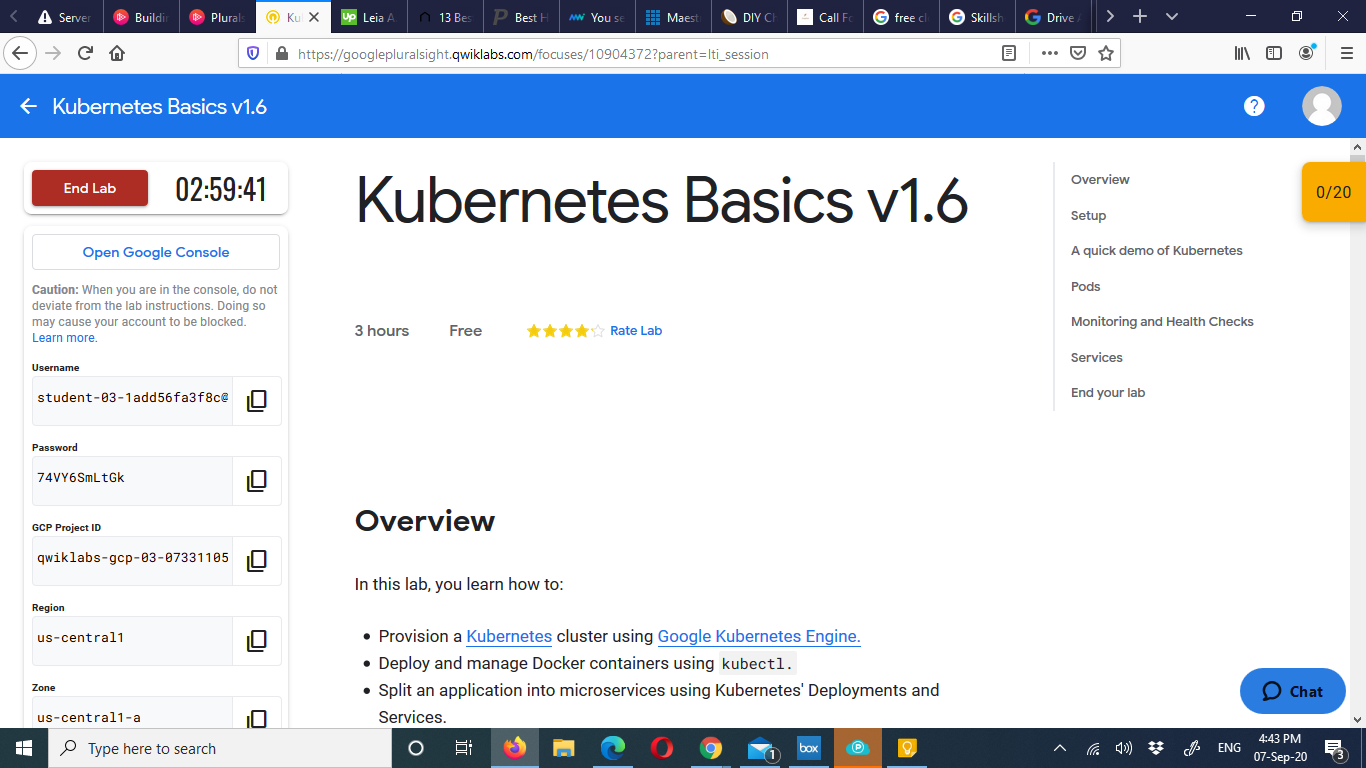 Server
Buildin
Plurals
Ku
Leia A
13 Bes
Best H
You se
Maest
DIY Ch
Call Fo
free cl
Skillsh
Drive A
https://googlepluralsight.qwiklabs.com/focuses/10904372?parent=lti_session
Kubernetes Basics v1.6
End Lab
02:59:41
Open Google Console
Caution: When you are in the console, do not
deviate from the lab instructions. Doing so
may cause your account to be blocked.
Learn more.
Username
student-03-1add56fa3f8c@
Password
74VY6SmLtGk
GCP Project ID
qwiklabs-gcp-03-07331105
Region
us-central1
Zone
us-central1-a
Kubernetes Basics v1.6
3 hours
Free
Rate Lab
Overview
In this lab, you learn how to:
• Provision a Kubernetes cluster using Google Kubernetes Engine.
• Deploy and manage Docker containers using kubectl.
• Split an application into microservices using Kubernetes' Deployments and
Services.
Overview
Setup
A quick demo of Kubernetes
Pods
Monitoring and Health Checks
Services
End your lab
0/20
Chat
Type here to search
1
box
ENG
4:43 PM
07-Sep-20
3